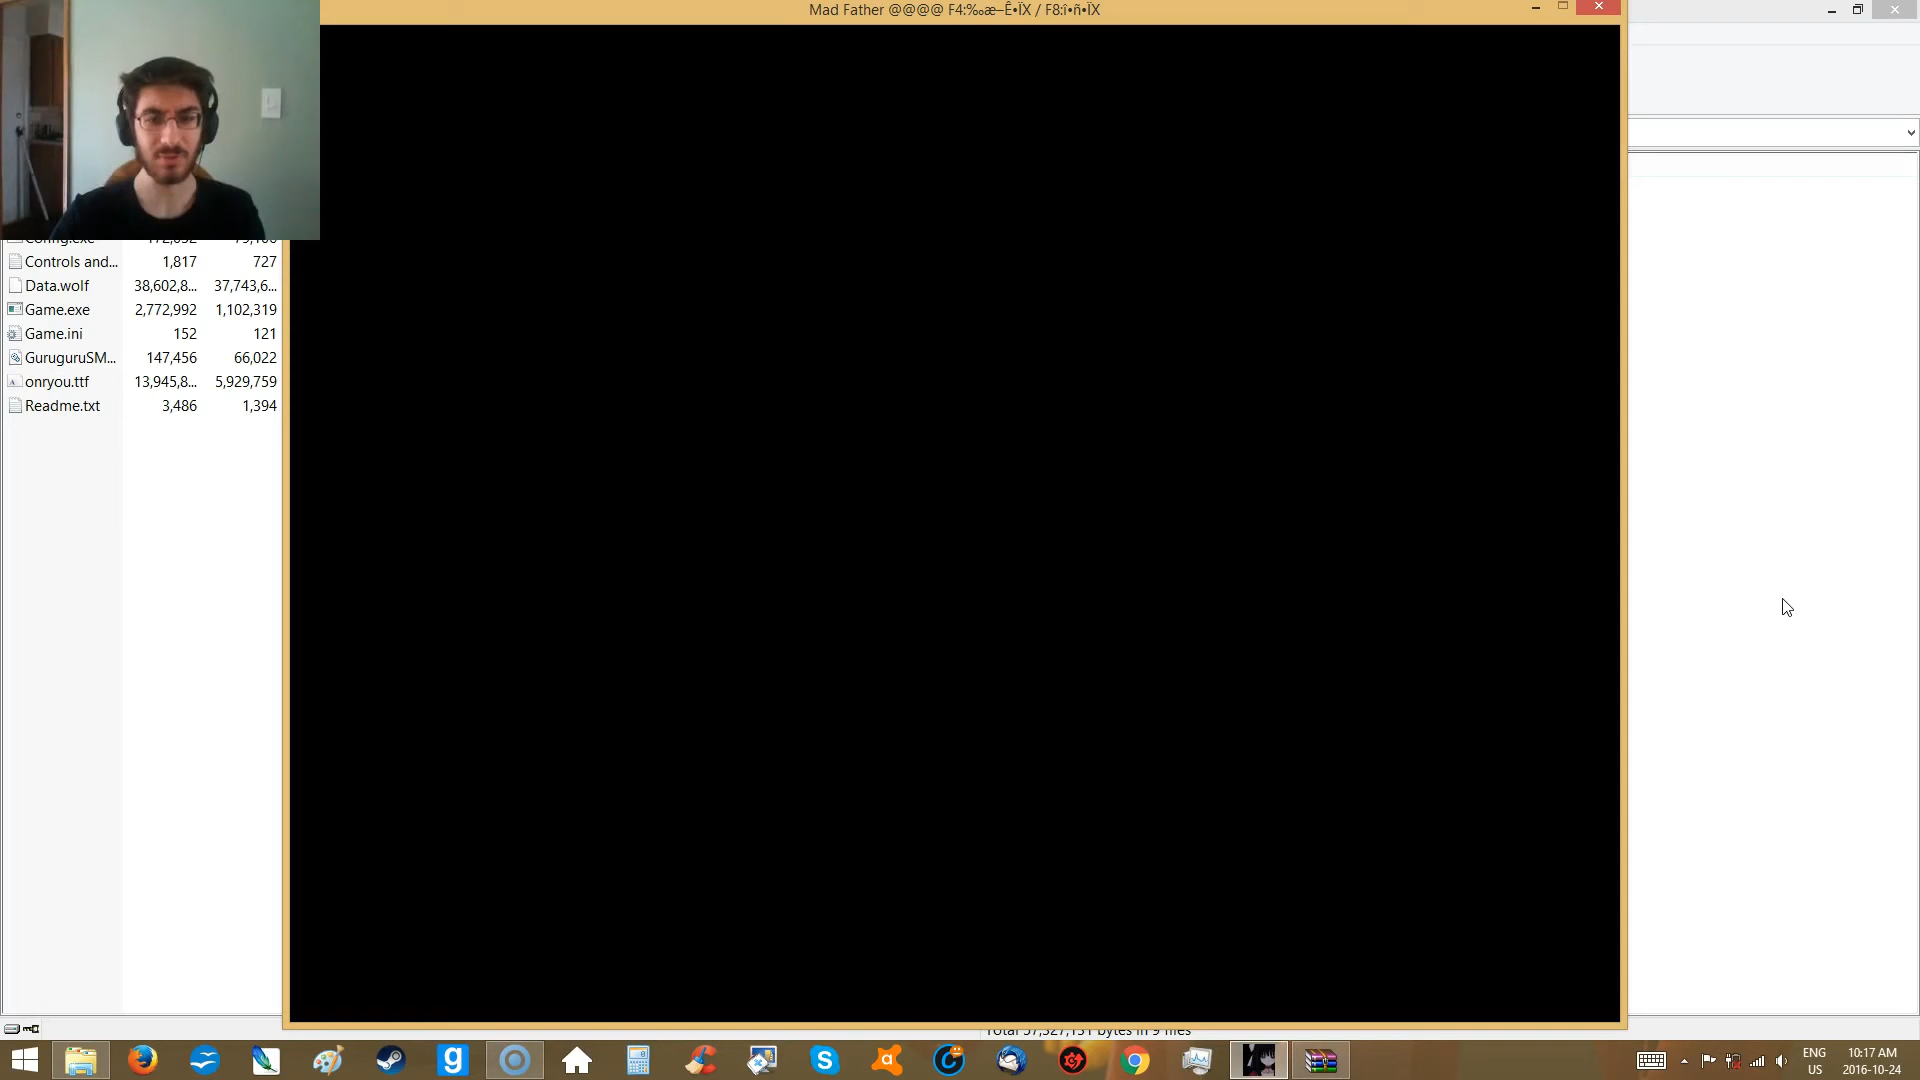 Mad Father @@@@ F4:‰æ–Ê•ÏX / F8:î•ñ•ÏX
Controls and... 1,817 727
Data.wolf 38,602,8... 37,743,6...
Game.exe 2,772,992 1,102,319
Game.ini 152 121
GuruguruSM... 147,456 66,022
onryou.ttf 13,945,8... 5,929,759
Readme.txt 3,486 1,394
ENG 10:17 AM
US 2016-10-24